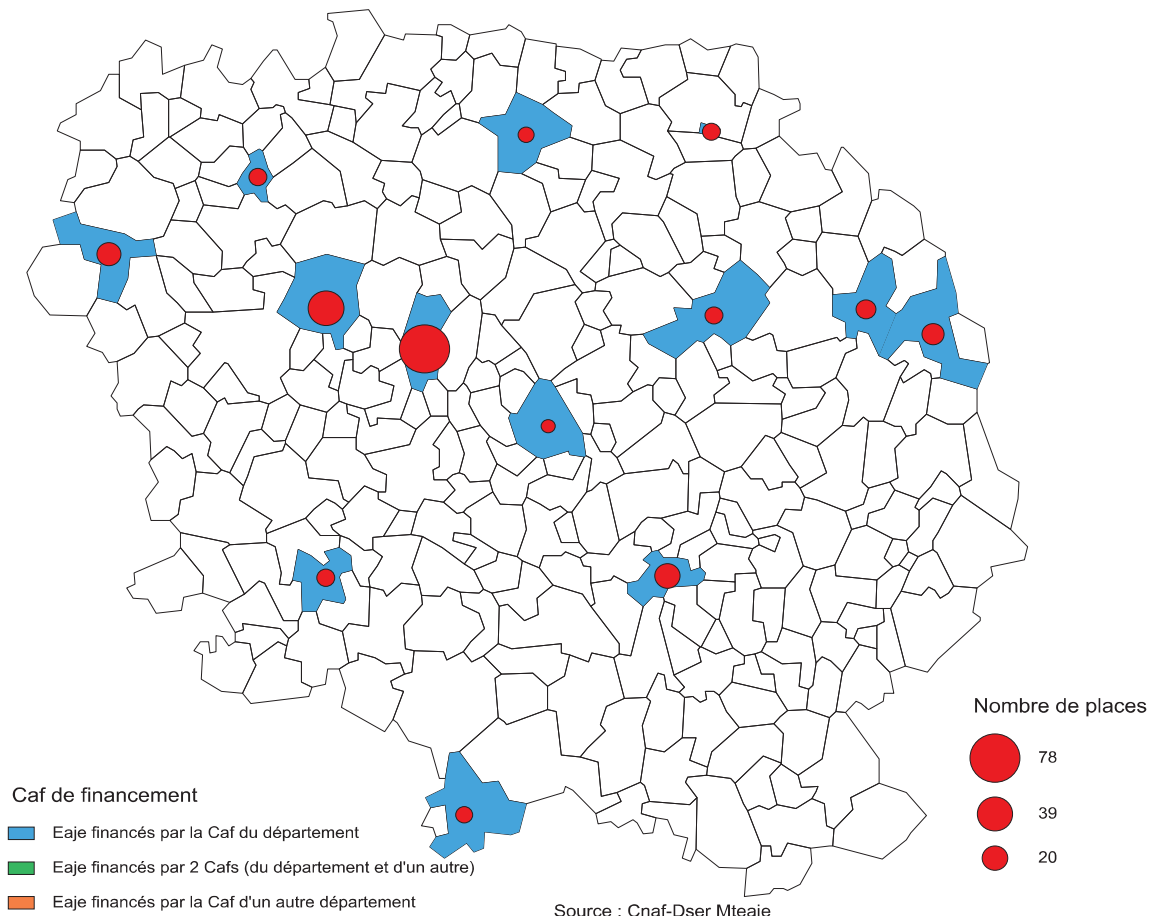 Nombre de places
78
39
20
Caf de financement
Eaje financés par la Caf du département
Eaje financés par 2 Cafs (du département et d'un autre)
Eaje financés par la Caf d'un autre département
Source : Cnaf-Dser Mteaje